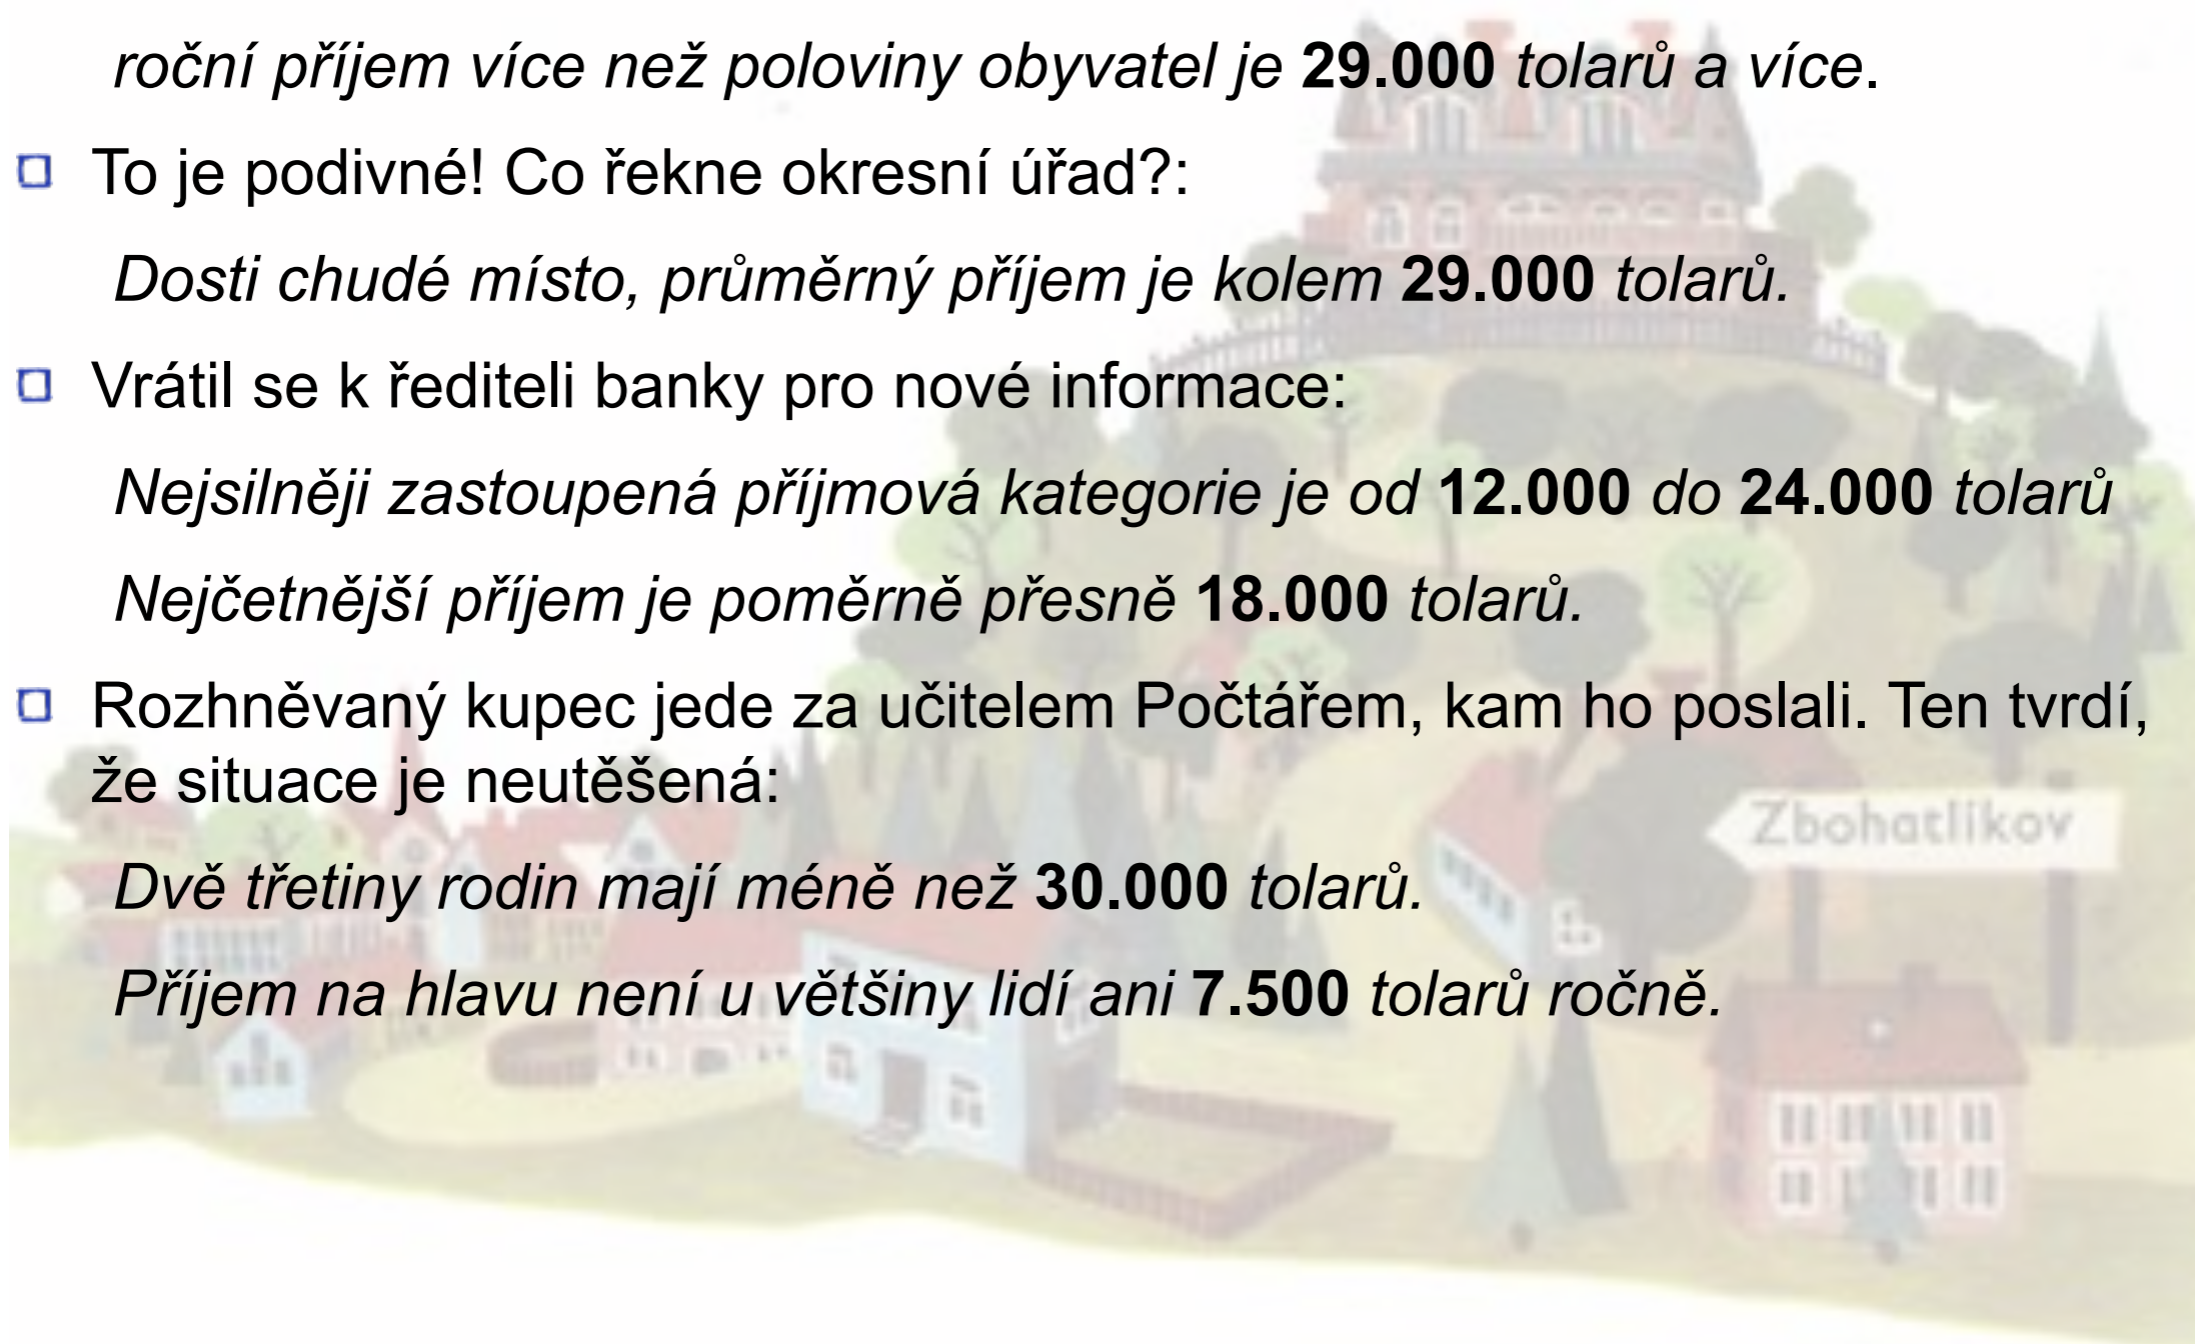 roční příjem více než poloviny obyvatel je 29.000 tolarů a více.
To je podivné! Co řekne okresní úřad?:
Dosti chudé místo, průměrný příjem je kolem 29.000 tolarů.
Vrátil se k řediteli banky pro nové informace:
Nejsilněji zastoupená příjmová kategorie je od 12.000 do 24.000 tolarů
Nejčetnější příjem je poměrně přesně 18.000 tolarů.
Rozhněvaný kupec jede za učitelem Počtářem, kam ho poslali. Ten tvrdí,
že situace je neutěšená:
Zbohatlíkov
Dvě třetiny rodin mají méně než 30.000 tolarů.
Příjem na hlavu není u většiny lidí ani 7.500 tolarů ročně.